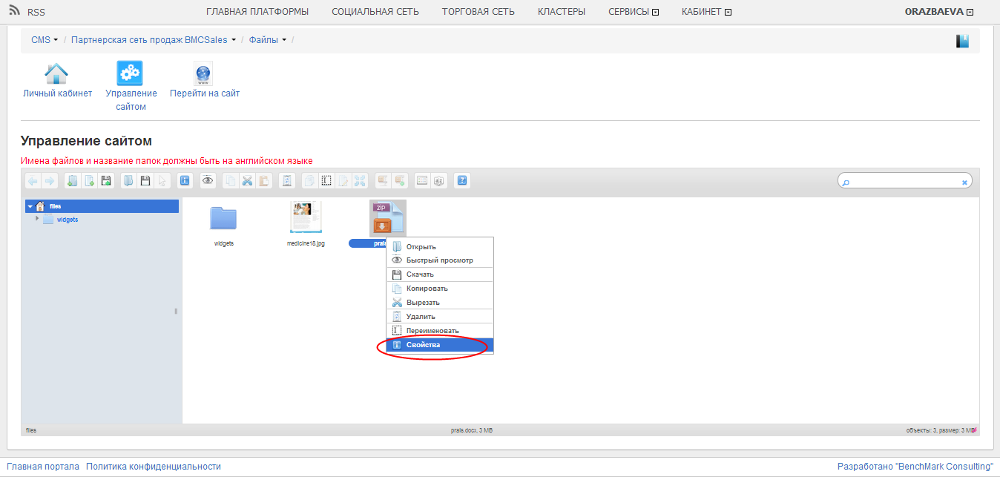 RSS ГЛАВНАЯ ПЛАТФОРМЫ СОЦИАЛЬНАЯ СЕТЬ ТОРГОВАЯ СЕТЬ КЛАСТЕРЫ СЕРВИСЫ КАБИНЕТ ORAZBAEVA
CMS / Партнерская сеть продаж BMCSales / Файлы /
www
Личный кабинет Управление сайтом Перейти на сайт
Управление сайтом
Имена файлов и название папок должны быть на английском языке
files
widgets
zip
widgets medicine18.jpg
Открыть
Быстрый просмотр
Скачать
Копировать
Вырезать
Удалить
Переименовать
Свойства
files prais.docx, 3 MB объекты: 3, размер: 3 MB
Главная портала Политика конфиденциальности Разработано "BenchMark Consulting"